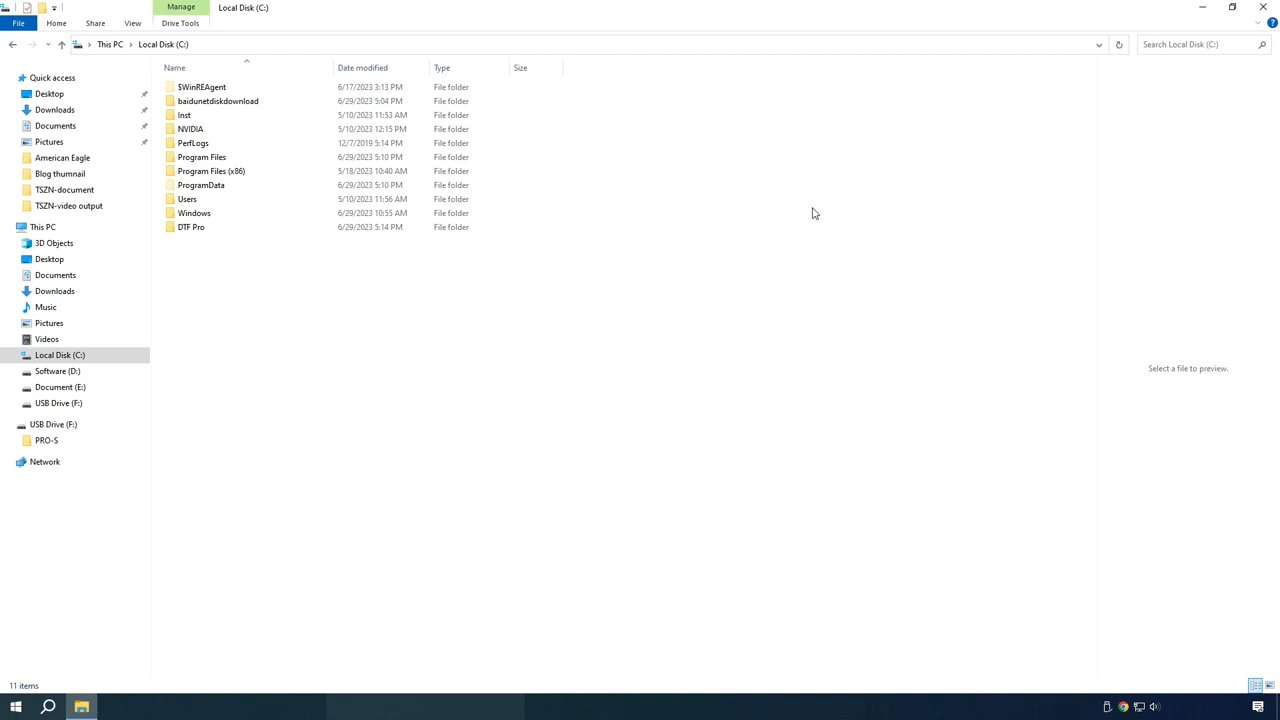 Manage
Local Disk (C:)
File
Home
Share
View
Drive Tools
This PC
Local Disk (C:)
Search Local Disk (C:)
Name
Date modified
Type
Size
Quick access
Desktop
Downloads
Documents
Pictures
American Eagle
Blog thumnail
TSZN-document
TSZN-video output
This PC
3D Objects
Desktop
Documents
Downloads
Music
Pictures
Videos
Local Disk (C:)
Software (D:)
Document (E:)
USB Drive (F:)
USB Drive (F:)
PRO-S
Network
$WinREAgent 6/17/2023 3:13 PM File folder
baidunetdiskdownload 6/29/2023 5:04 PM File folder
Inst 5/10/2023 11:53 AM File folder
NVIDIA 5/10/2023 12:15 PM File folder
PerfLogs 12/7/2019 5:14 PM File folder
Program Files 6/29/2023 5:10 PM File folder
Program Files (x86) 5/18/2023 10:40 AM File folder
ProgramData 6/29/2023 5:10 PM File folder
Users 5/10/2023 11:56 AM File folder
Windows 6/29/2023 10:55 AM File folder
DTF Pro 6/29/2023 5:14 PM File folder
Select a file to preview.
11 items